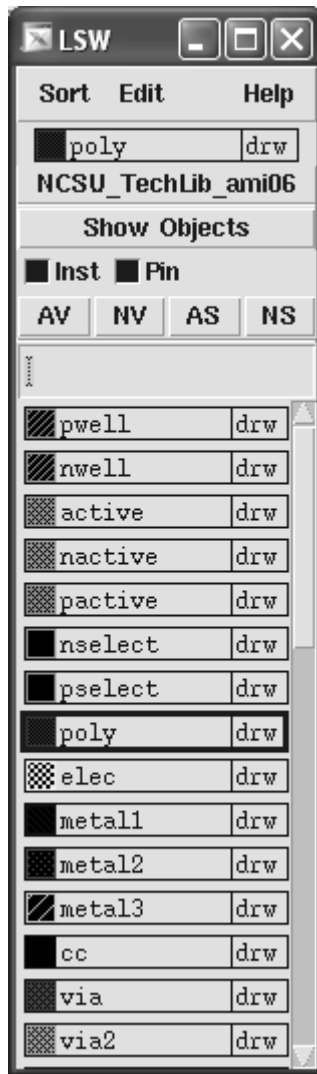 LSW
Sort Edit Help
poly drw
NCSU_TechLib_ami06
Show Objects
Inst Pin
AV NV AS NS
pwell drw
nwell drw
active drw
nactive drw
pactive drw
nselect drw
pselect drw
poly drw
elec drw
metal1 drw
metal2 drw
metal3 drw
cc drw
via drw
via2 drw